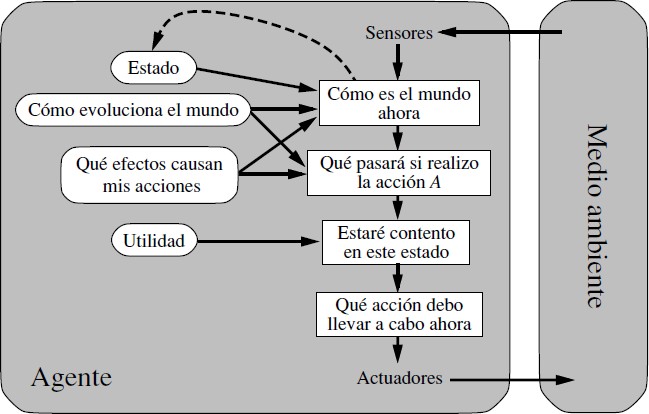 Sensores
Estado
Cómo evoluciona el mundo
Cómo es el mundo
ahora
Qué efectos causan
mis acciones
Qué pasará si realizo
la acción A
Utilidad
Estaré contento
en este estado
Qué acción debo
llevar a cabo ahora
Agente
Actuadores
Medio ambiente